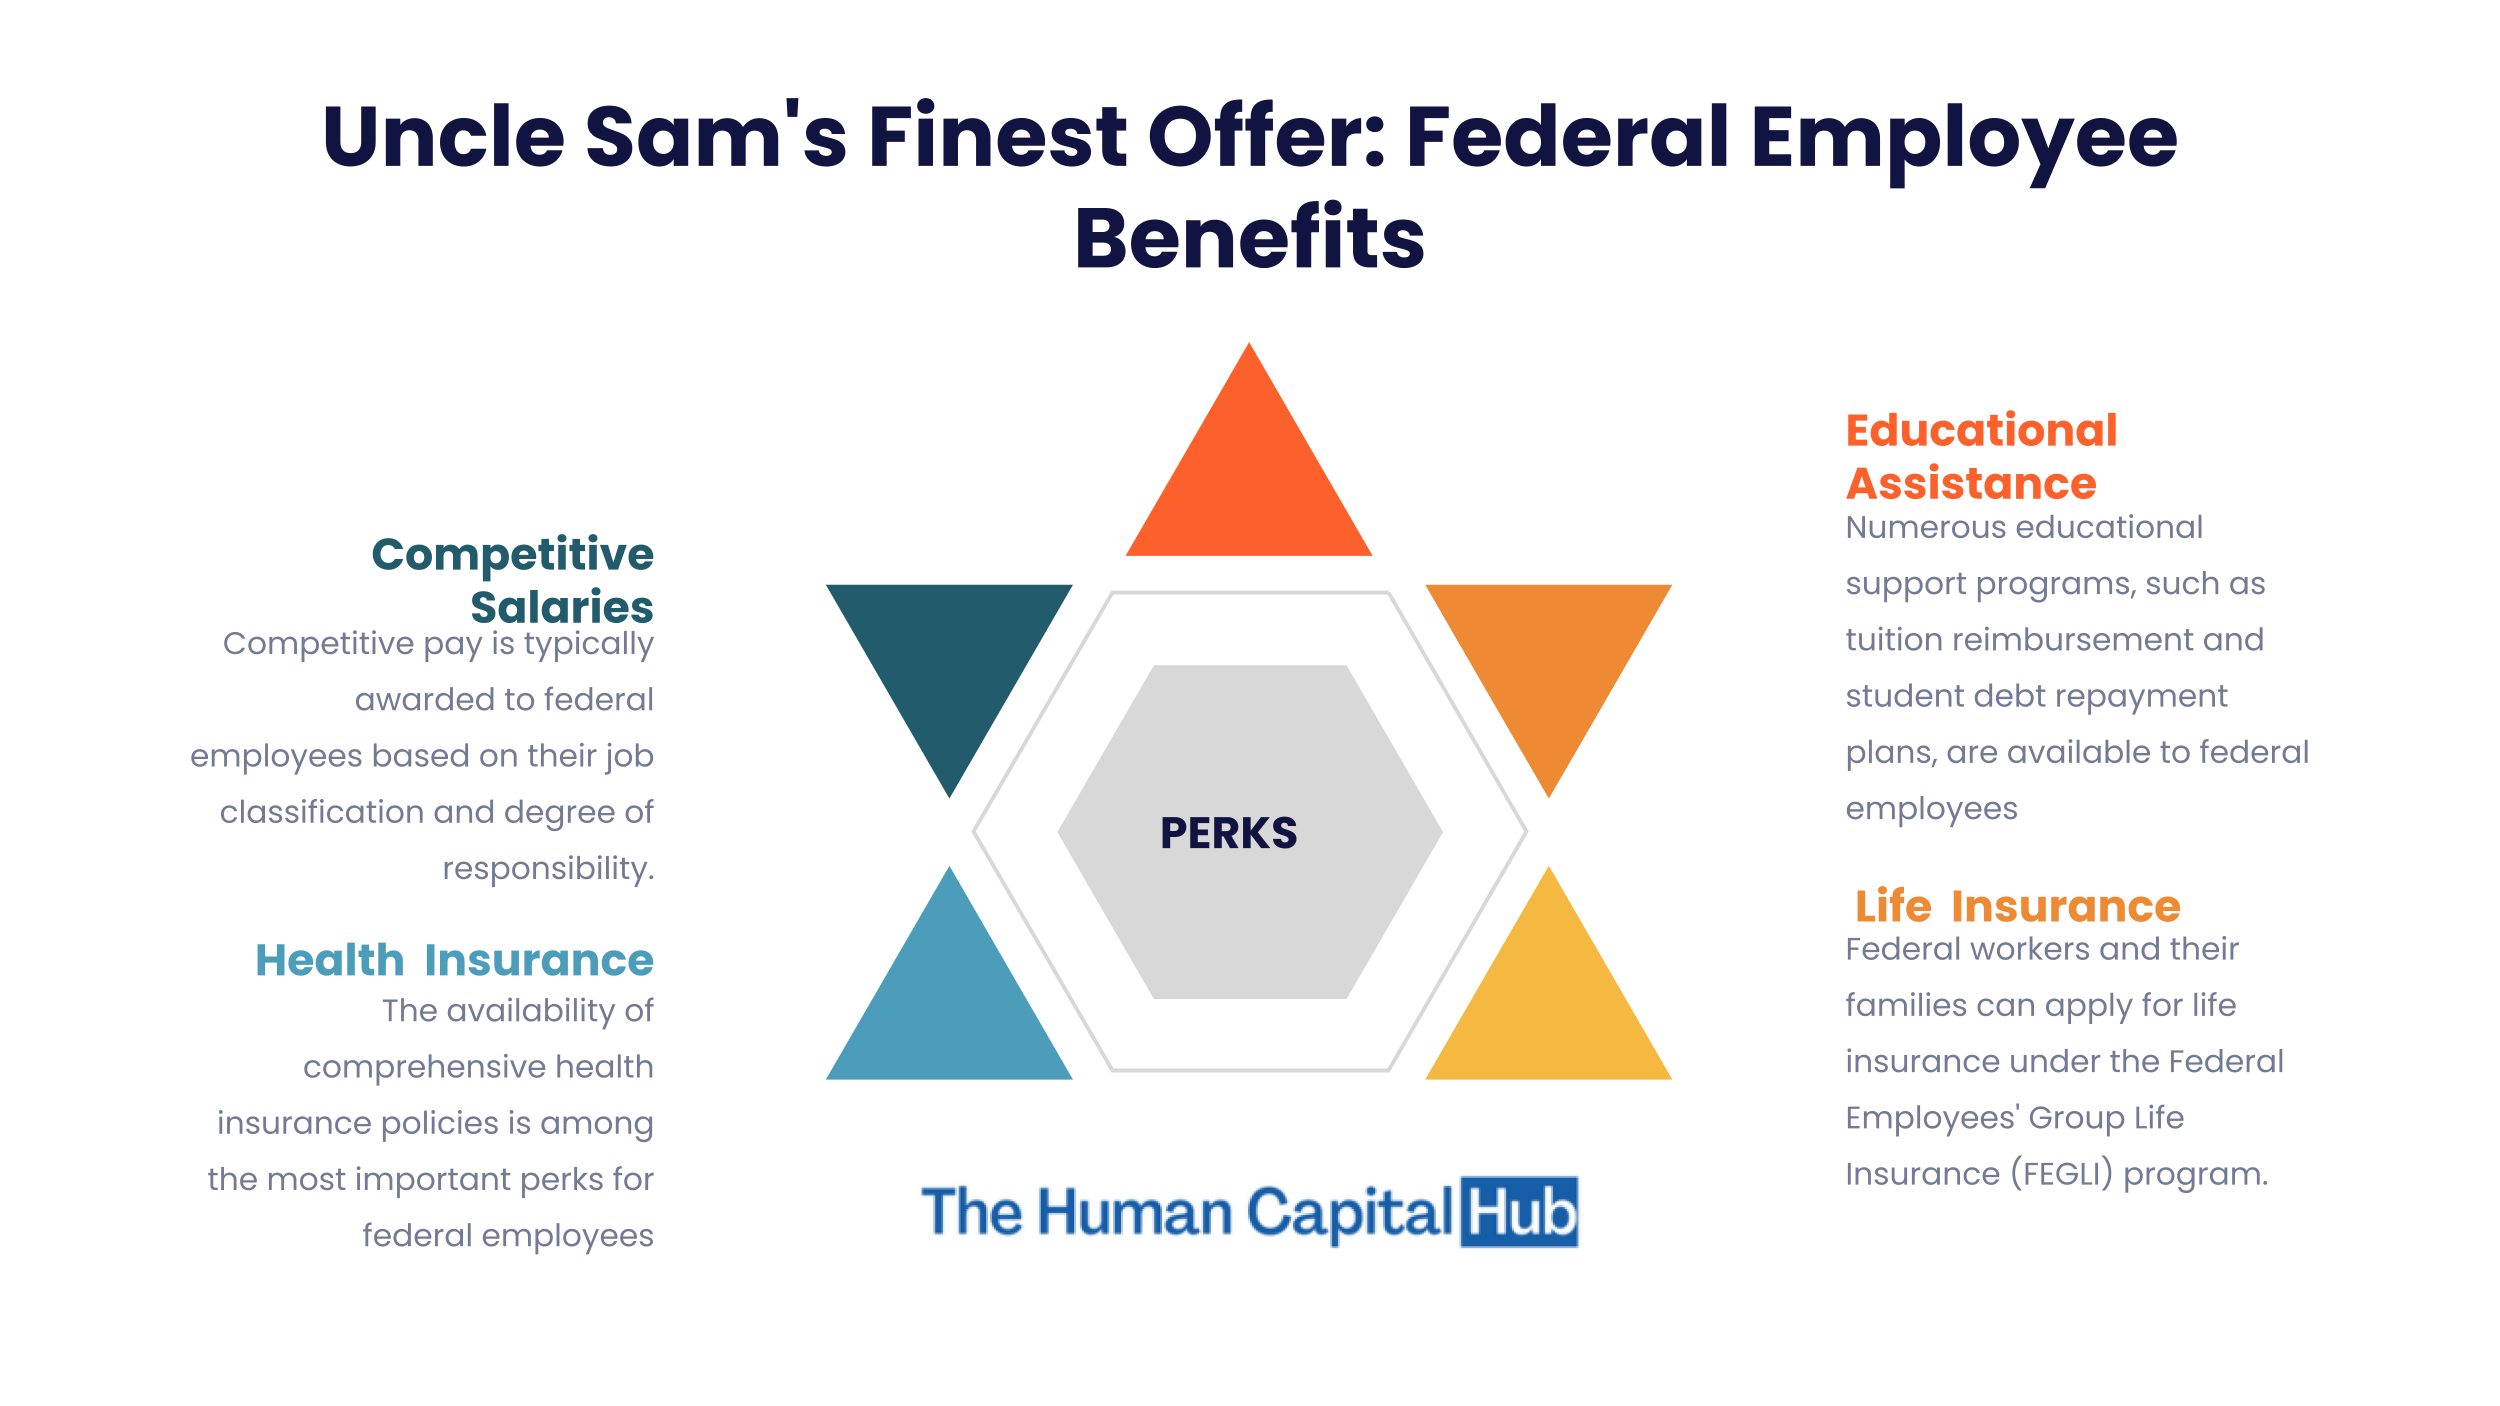 Uncle Sam's Finest Offer: Federal Employee
Benefits
Competitive
Salaries
Competitive pay is typically
awarded to federal
employees based on their job
classification and degree of
responsibility.
Health Insurance
The availability of
comprehensive health
insurance policies is among
the most important perks for
federal employees
PERKS
Educational
Assistance
Numerous educational
support programs, such as
tuition reimbursement and
student debt repayment
plans, are available to federal
employees
Life Insurance
Federal workers and their
families can apply for life
insurance under the Federal
Employees' Group Life
Insurance (FEGLI) program.
The Human Capital Hub